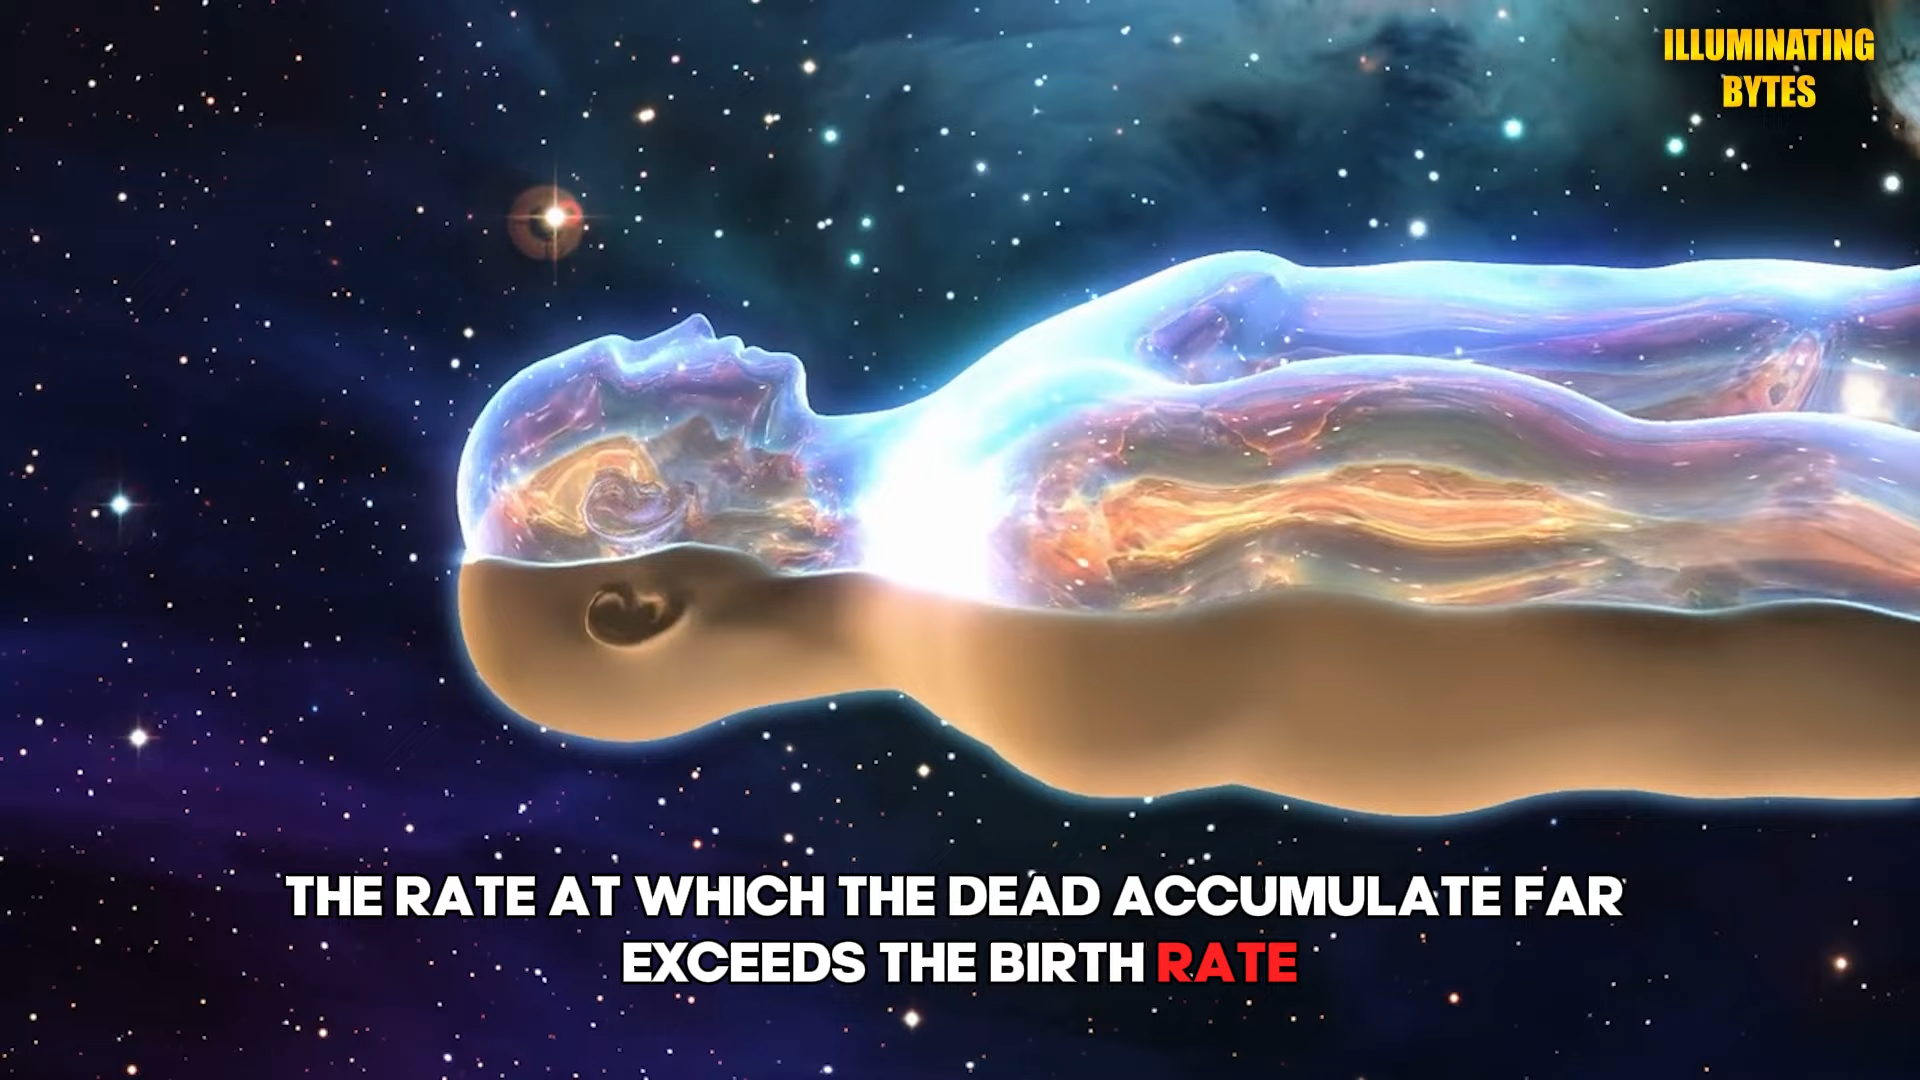 ILLUMINATING
BYTES
THE RATE AT WHICH THE DEAD ACCUMULATE FAR
EXCEEDS THE BIRTH RATE